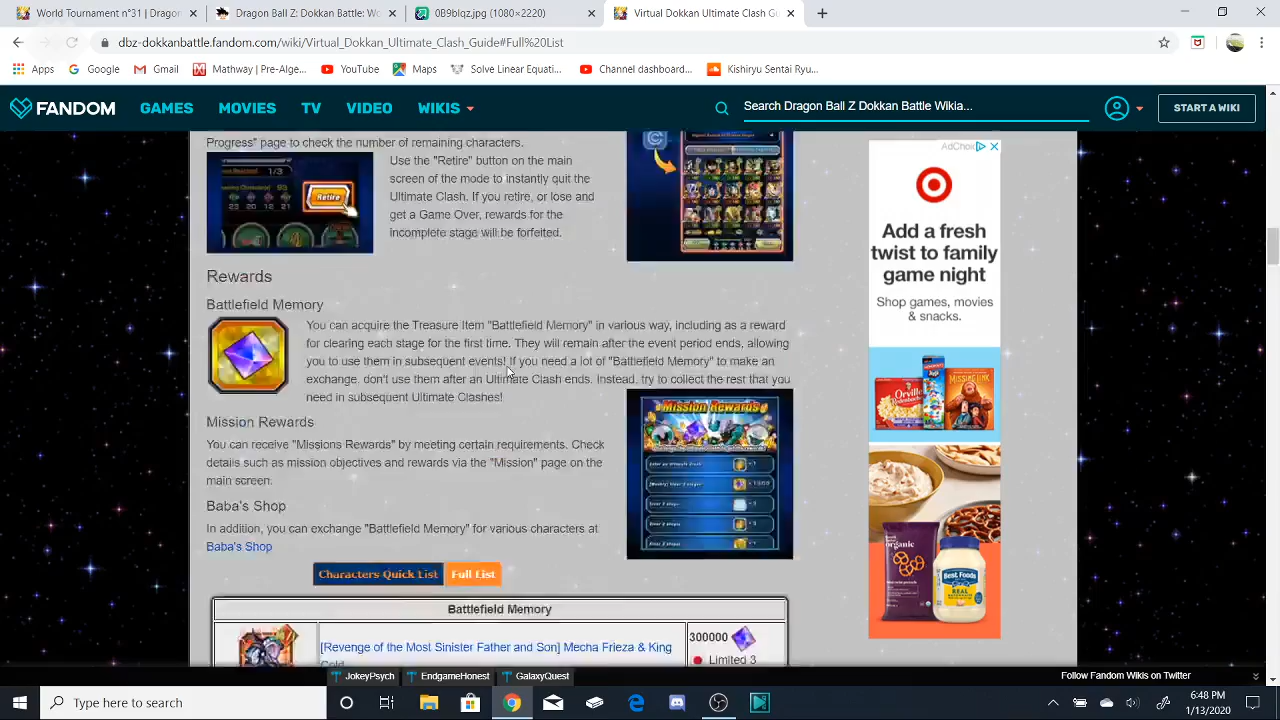 World Tournament n°31 | Dragon
Dragon Ball Z: Dokkan Battle: Wo
Virtual Dokkan Ultimate Clash Gu
dbz-dokkanbattle.fandom.com/wiki/Virtual_Dokkan_Ultimate_Clash_Guide#Full%20List
Apps Google Gmail Mathway | Pre-Alge... YouTube Maps Solve Linear Equati... Channel dashboard... Kishiryu Sentai Ryu...
FANDOM GAMES MOVIES TV VIDEO WIKIS Search Dragon Ball Z Dokkan Battle Wikia... START A WIKI
the number of remaining characters.
Use the "Retire" button on the main
screen of the mode to instantly quit the
Ultimate Clash. If you retire, or lose and
get a Game Over, rewards for the
incomplete stage will be forfeited.
1/3
Retire
Rewards
Battlefield Memory
You can acquire the Treasure Item "Battlefield Memory" in various way, including as a reward
for clearing each stage for the first time. They will remain after the event period ends, allowing
you to use them in subsequent events! If you need a lot of "Battlefield Memory" to make an
exchange, don't use them after an Ultimate Clash ends. Instead, try to collect the rest that you
need in subsequent Ultimate Clashes!
Mission Rewards
You can receive "Missions Rewards" by meeting certain requirements. Check
details such as mission objectives and rewards via the "Mission" page on the
main screen.
Mission Rewards
Baba's Shop
In addition, you can exchange "Battlefield Memory" for various characters at
Baba's Shop
Characters Quick List Full List
Battlefield Memory
[Revenge of the Most Sinister Father and Son] Mecha Frieza & King
Cold
300000
Limited 3
AdChoic
Add a fresh
twist to family
game night
Shop games, movies
& snacks.
Orville
MISSING LINK
organic
BEST FOODS
REAL
JokeyPsych EndgameHonest GalaxyQuest Follow Fandom Wikis on Twitter
Type here to search
6:48 PM
1/13/2020